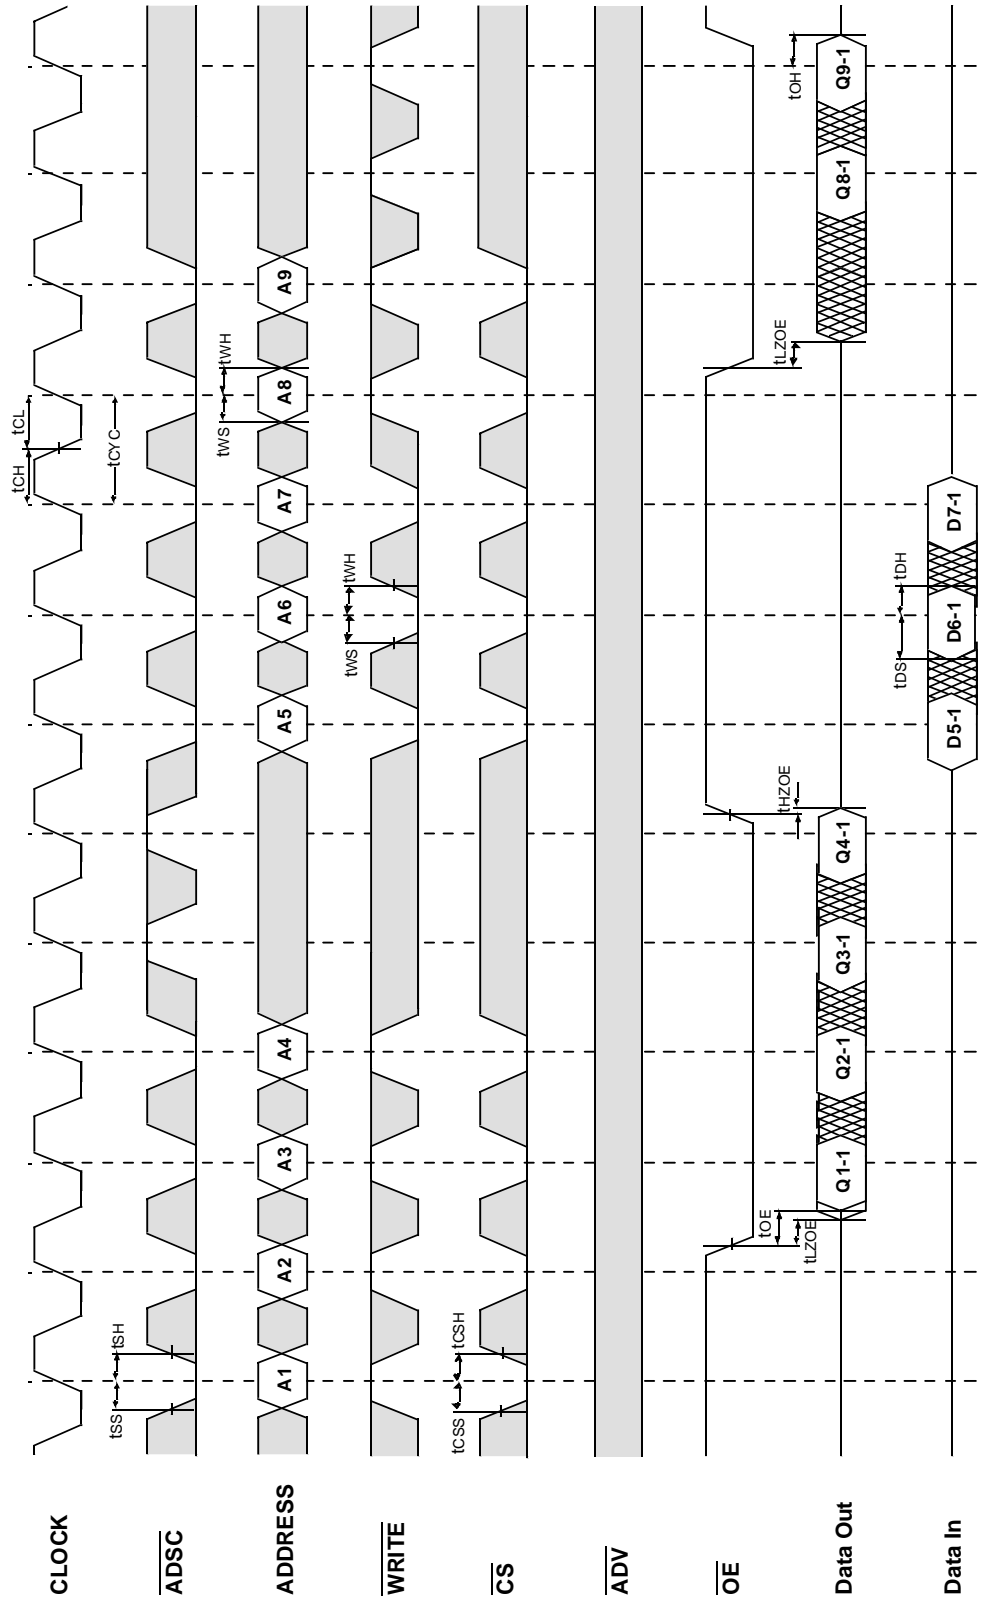 CLOCK
tCH
tCL
tCYC
ADSC
tSS
tSH
ADDRESS
A1
A2
A3
A4
A5
A6
A7
A8
A9
tWS
tWH
WRITE
tWS
tWH
CS
tCSS
tCSH
ADV
OE
tOE
tLZOE
tHZOE
tLZOE
tOH
Data Out
Q1-1
Q2-1
Q3-1
Q4-1
Q8-1
Q9-1
tDS
tDH
Data In
D5-1
D6-1
D7-1